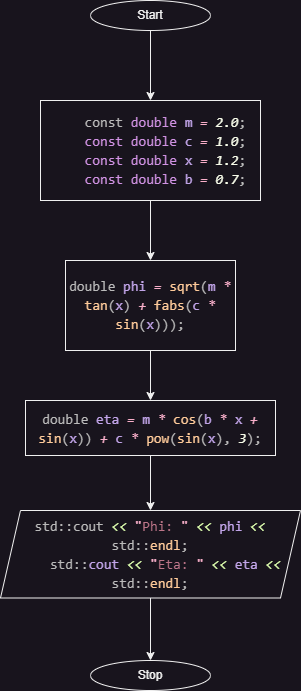 Start
const double m = 2.0;
const double c = 1.0;
const double x = 1.2;
const double b = 0.7;
double phi = sqrt(m *
tan(x) + fabs(c *
sin(x)));
double eta = m * cos(b * x +
sin(x)) + c * pow(sin(x), 3);
std::cout << "Phi: " << phi <<
std::endl;
std::cout << "Eta: " << eta <<
std::endl;
Stop